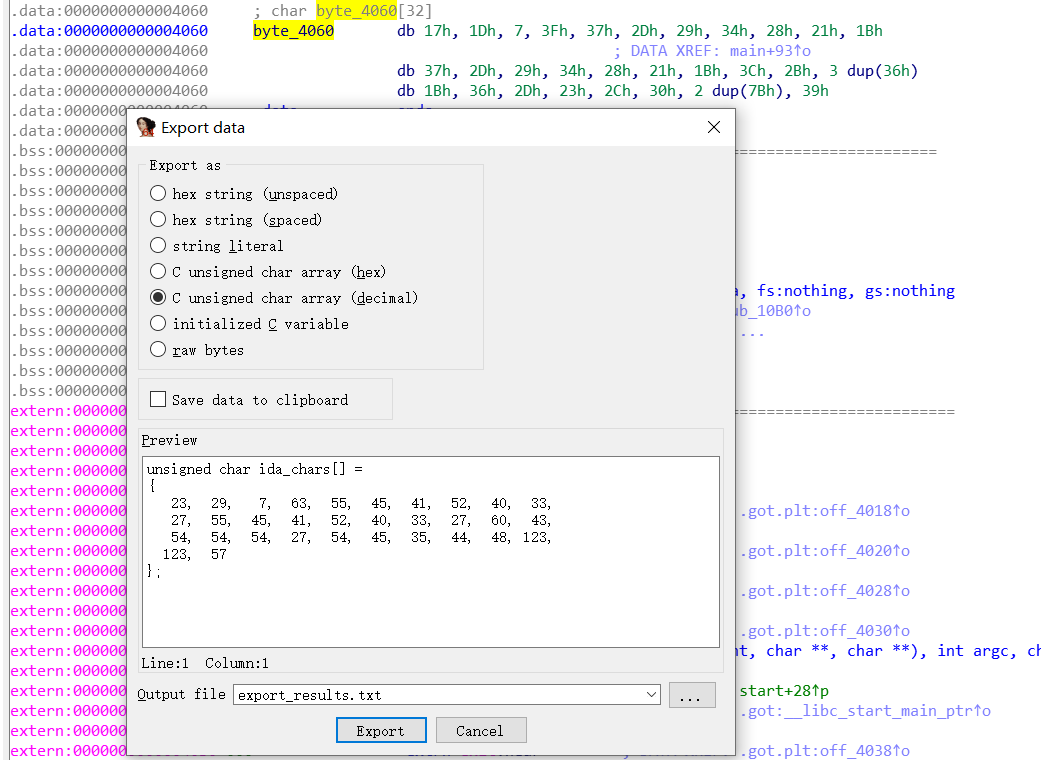 .data:0000000000004060 ; char byte_4060[32]
.data:0000000000004060 byte_4060 db 17h, 1Dh, 7, 3Fh, 37h, 2Dh, 29h, 34h, 28h, 21h, 1Bh
.data:0000000000004060 ; DATA XREF: main+93↑o
.data:0000000000004060 db 37h, 2Dh, 29h, 34h, 28h, 21h, 1Bh, 3Ch, 2Bh, 3 dup(36h)
.data:0000000000004060 db 1Bh, 36h, 2Dh, 23h, 2Ch, 30h, 2 dup(7Bh), 39h
.data:0000000
.data:0000000
Export data
.bss:00000000 =======================
.bss:00000000
Export as
.bss:00000000
hex string (unspaced)
.bss:00000000
hex string (spaced)
.bss:00000000
string literal
.bss:00000000
C unsigned char array (hex)
.bss:00000000 , fs:nothing, gs:nothing
C unsigned char array (decimal)
.bss:00000000 ub_10B0↑o
initialized C variable
.bss:00000000 ...
raw bytes
.bss:00000000
.bss:00000000
.bss:00000000
Save data to clipboard
extern:000000 =========================
extern:000000
Preview
extern:000000
extern:000000
unsigned char ida_chars[] =
{
extern:000000
23, 29, 7, 63, 55, 45, 41, 52, 40, 33,
extern:000000 .got.plt:off_4018↑o
27, 55, 45, 41, 52, 40, 33, 27, 60, 43,
extern:000000
54, 54, 54, 27, 54, 45, 35, 44, 48, 123,
extern:000000 .got.plt:off_4020↑o
123, 57
};
extern:000000
extern:000000 .got.plt:off_4028↑o
extern:000000
extern:000000 .got.plt:off_4030↑o
extern:000000 nt, char **, char **), int argc, ch
Line:1 Column:1
extern:000000
extern:000000 start+28↑p
Output file export_results.txt ...
extern:000000 .got:__libc_start_main_ptr↑o
extern:000000
Export Cancel
extern:000000 .got.plt:off_4038↑o